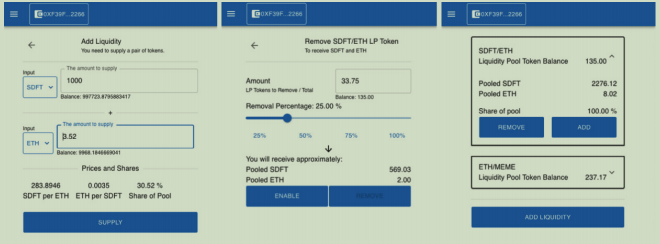 0XF39F...2266
Add Liquidity
You need to supply a pair of tokens.
Input
SDFT
The amount to supply
1000
Balance: 997723.8795883417
+
Input
ETH
The amount to supply
3.52
Balance: 9968.1846669041
Prices and Shares
283.8946 0.0035 30.52 %
SDFT per ETH ETH per SDFT Share of Pool
SUPPLY
0XF39F...2266
Remove SDFT/ETH LP Token
To receive SDFT and ETH
Amount
LP Tokens to Remove / Total
33.75
Balance: 135.00
Removal Percentage: 25.00 %
25% 50% 75% 100%
You will receive approximately:
Pooled SDFT 569.03
Pooled ETH 2.00
ENABLE REMOVE
0XF39F...2266
SDFT/ETH
Liquidity Pool Token Balance 135.00
Pooled SDFT 2276.12
Pooled ETH 8.02
Share of pool 100.00 %
REMOVE ADD
ETH/MEME
Liquidity Pool Token Balance 237.17
ADD LIQUIDITY